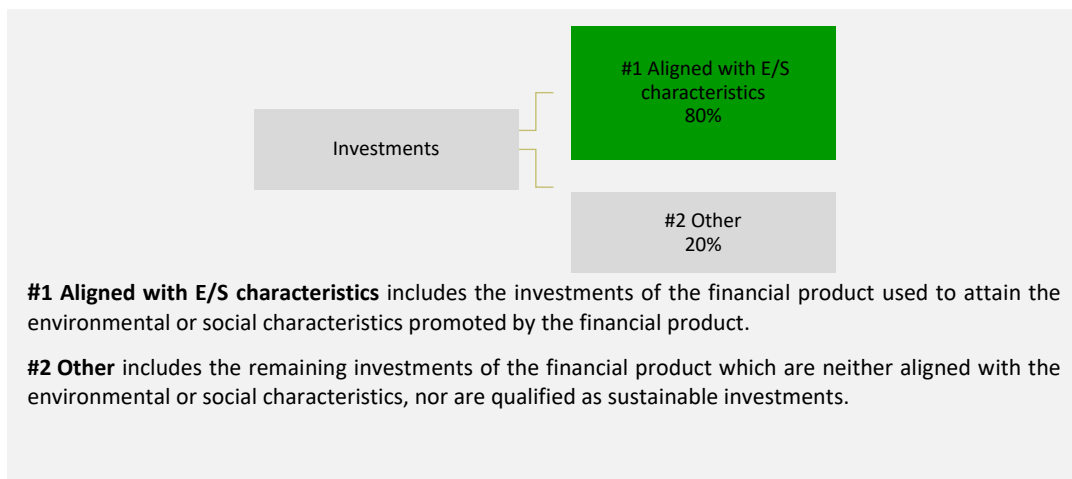 #1 Aligned with E/S
characteristics
80%
Investments
#2 Other
20%
#1 Aligned with E/S characteristics includes the investments of the financial product used to attain the
environmental or social characteristics promoted by the financial product.
#2 Other includes the remaining investments of the financial product which are neither aligned with the
environmental or social characteristics, nor are qualified as sustainable investments.